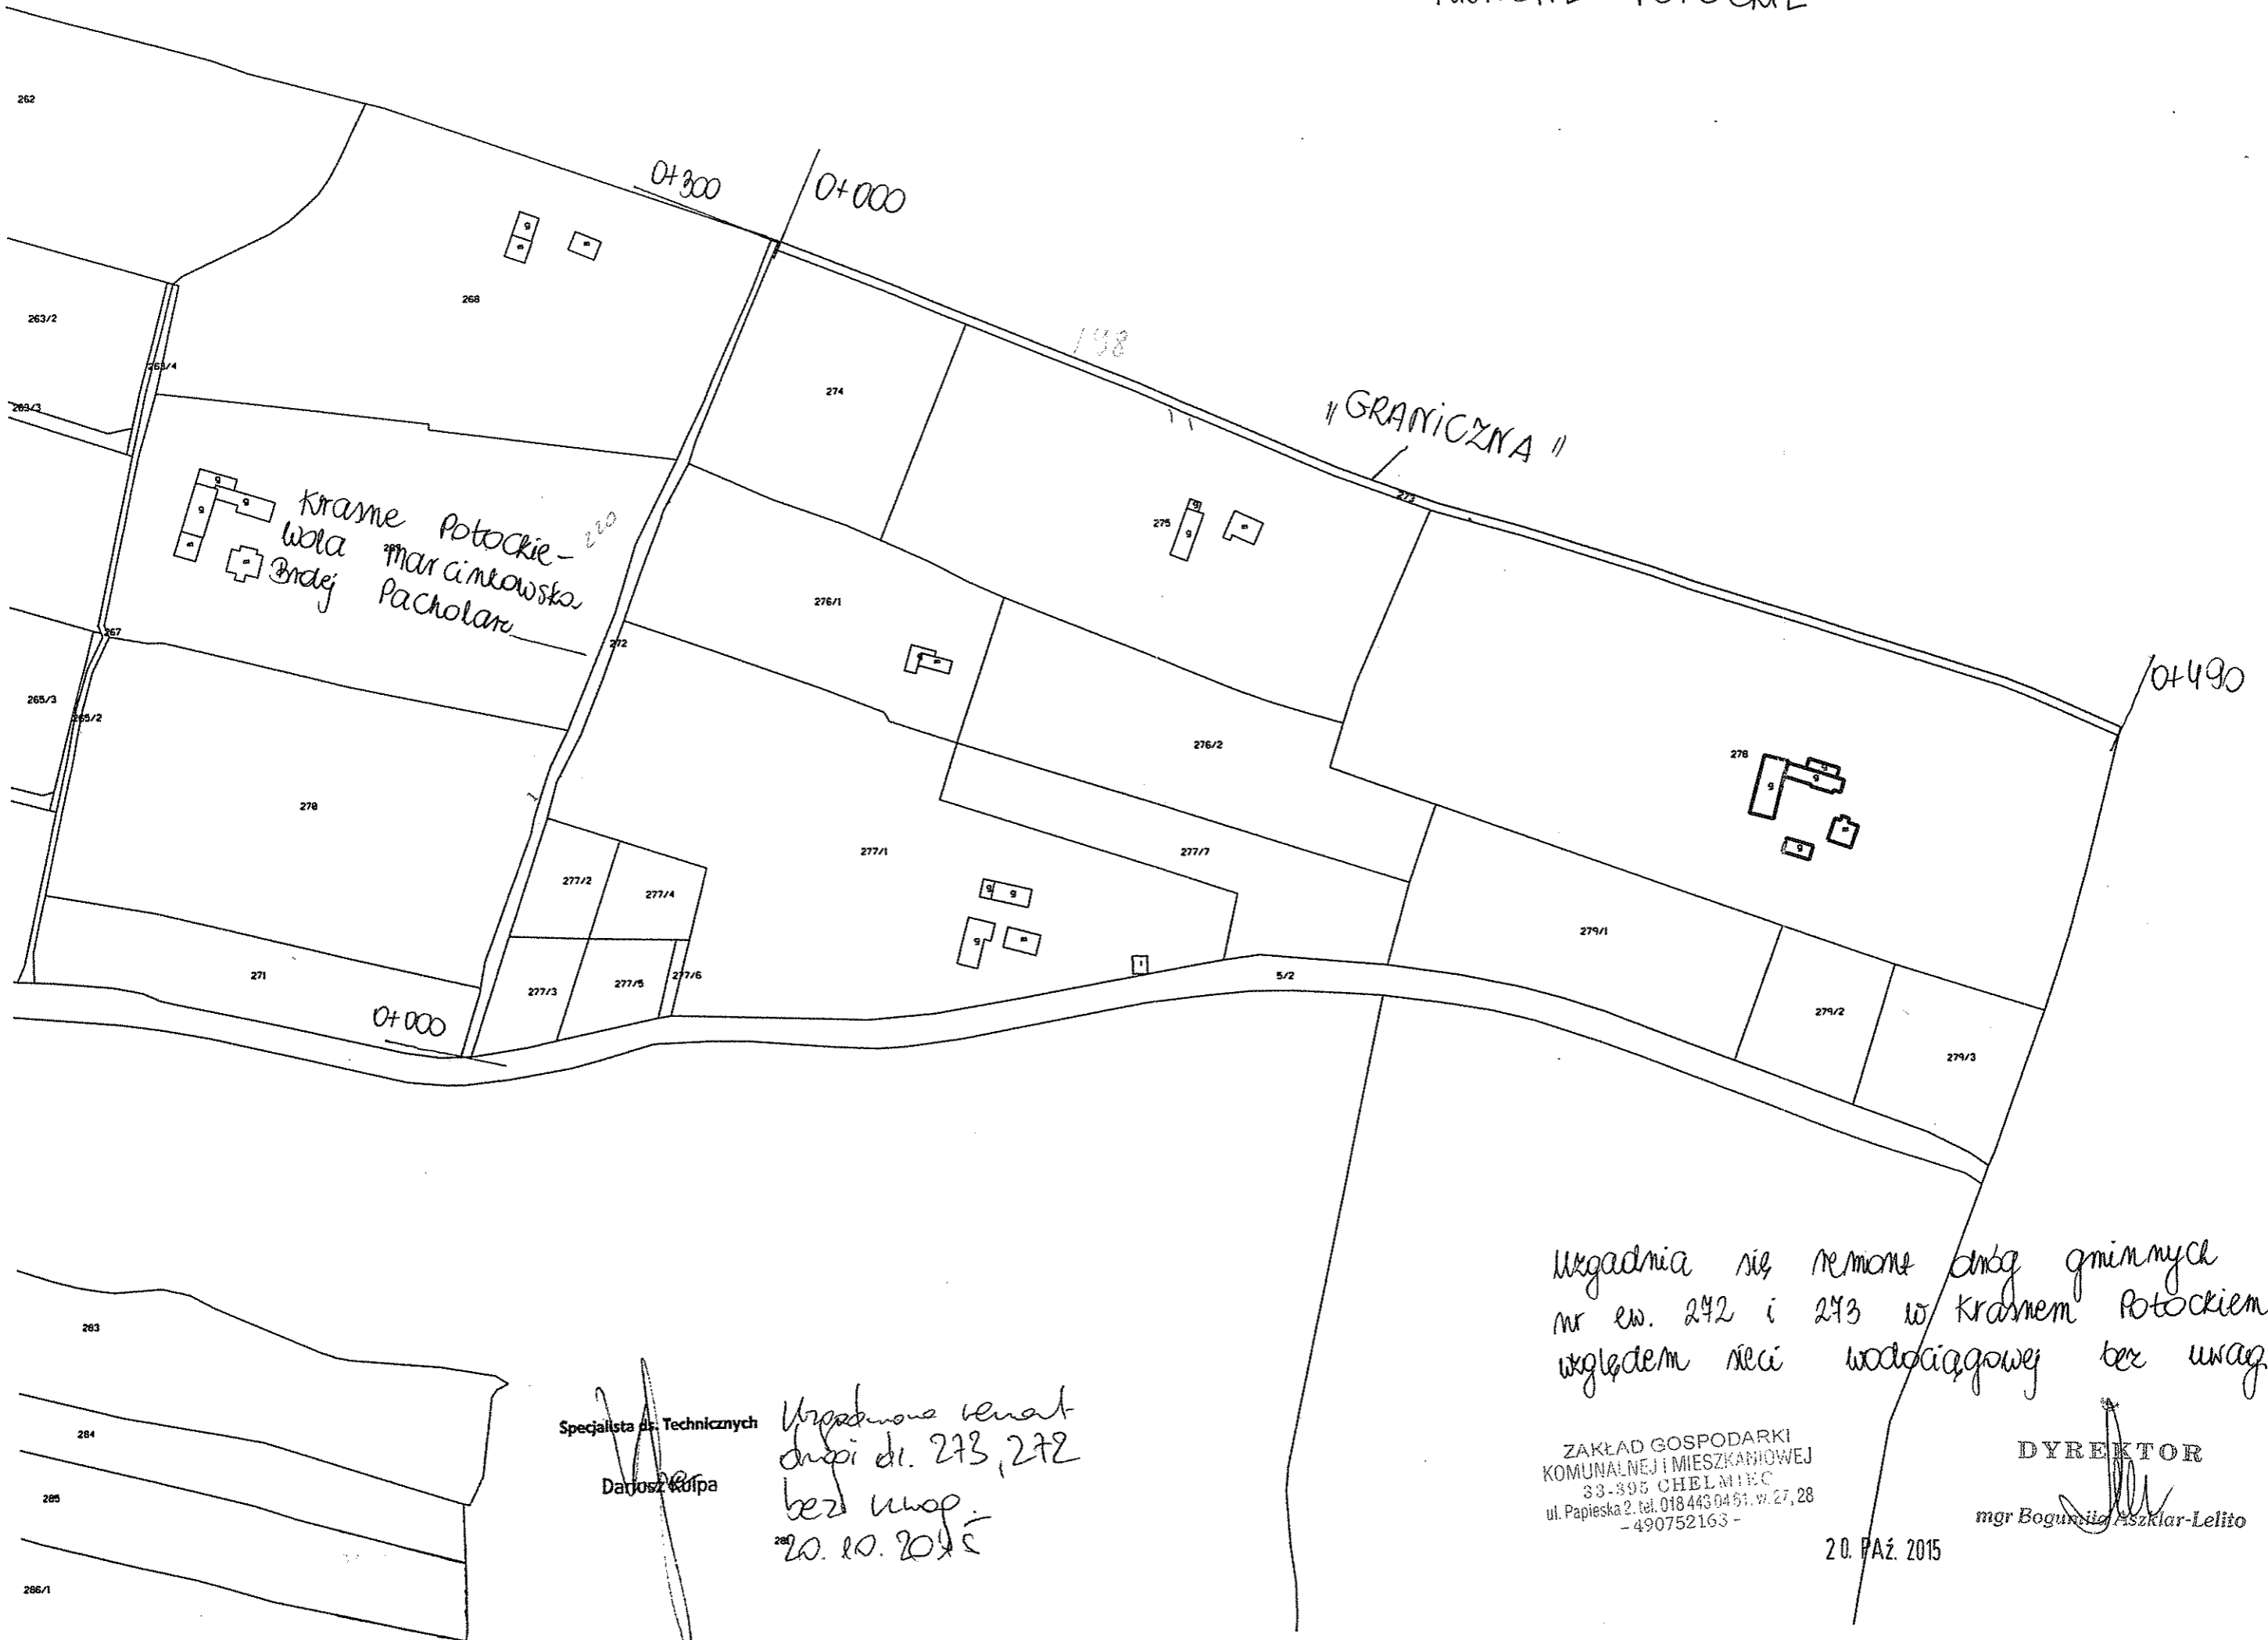 262
0+300
0+000
268
263/2
263/4
263/3
198
274
"GRANICZNA"
273
275
Krasne Potockie-
Wola Marcinkowska
Brdej Pacholarz
220
276/1
267
272
265/3
265/2
0+490
276/2
278
270
277/1
277/7
277/2
277/4
279/1
271
277/3
277/5
277/6
5/2
279/2
279/3
0+000
Uzgadnia się remont dróg gminnych
nr ew. 272 i 273 w Krasnem Potockiem
względem sieci wodociągowej bez uwag
283
284
285
286/1
Specjalista ds. Technicznych
Dariusz Kulpa
Uzgodniono remont
drogi dz. 273, 272
bez uwag.
20.10.2015
ZAKŁAD GOSPODARKI
KOMUNALNEJ I MIESZKANIOWEJ
33-395 CHEŁMIEC
ul. Papieska 2, tel. 018 443 04 51, w. 27, 28
- 490752163 -
DYREKTOR
mgr Bogumiła Aszklar-Lelito
20. PAŹ. 2015